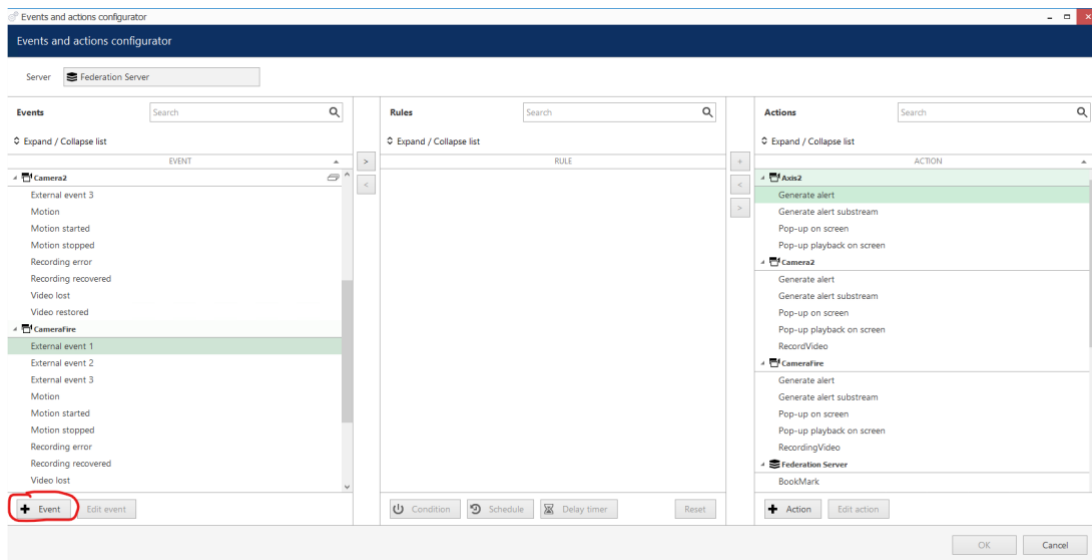 Events and actions configurator
Events and actions configurator
Server Federation Server
Events Search
Expand / Collapse list
EVENT
Camera2
External event 3
Motion
Motion started
Motion stopped
Recording error
Recording recovered
Video lost
Video restored
CameraFire
External event 1
External event 2
External event 3
Motion
Motion started
Motion stopped
Recording error
Recording recovered
Video lost
Event Edit event
Rules Search
Expand / Collapse list
RULE
Condition Schedule Delay timer Reset
Actions Search
Expand / Collapse list
ACTION
Axis2
Generate alert
Generate alert substream
Pop-up on screen
Pop-up playback on screen
Camera2
Generate alert
Generate alert substream
Pop-up on screen
Pop-up playback on screen
RecordVideo
CameraFire
Generate alert
Generate alert substream
Pop-up on screen
Pop-up playback on screen
RecordingVideo
Federation Server
BookMark
Action Edit action
OK Cancel